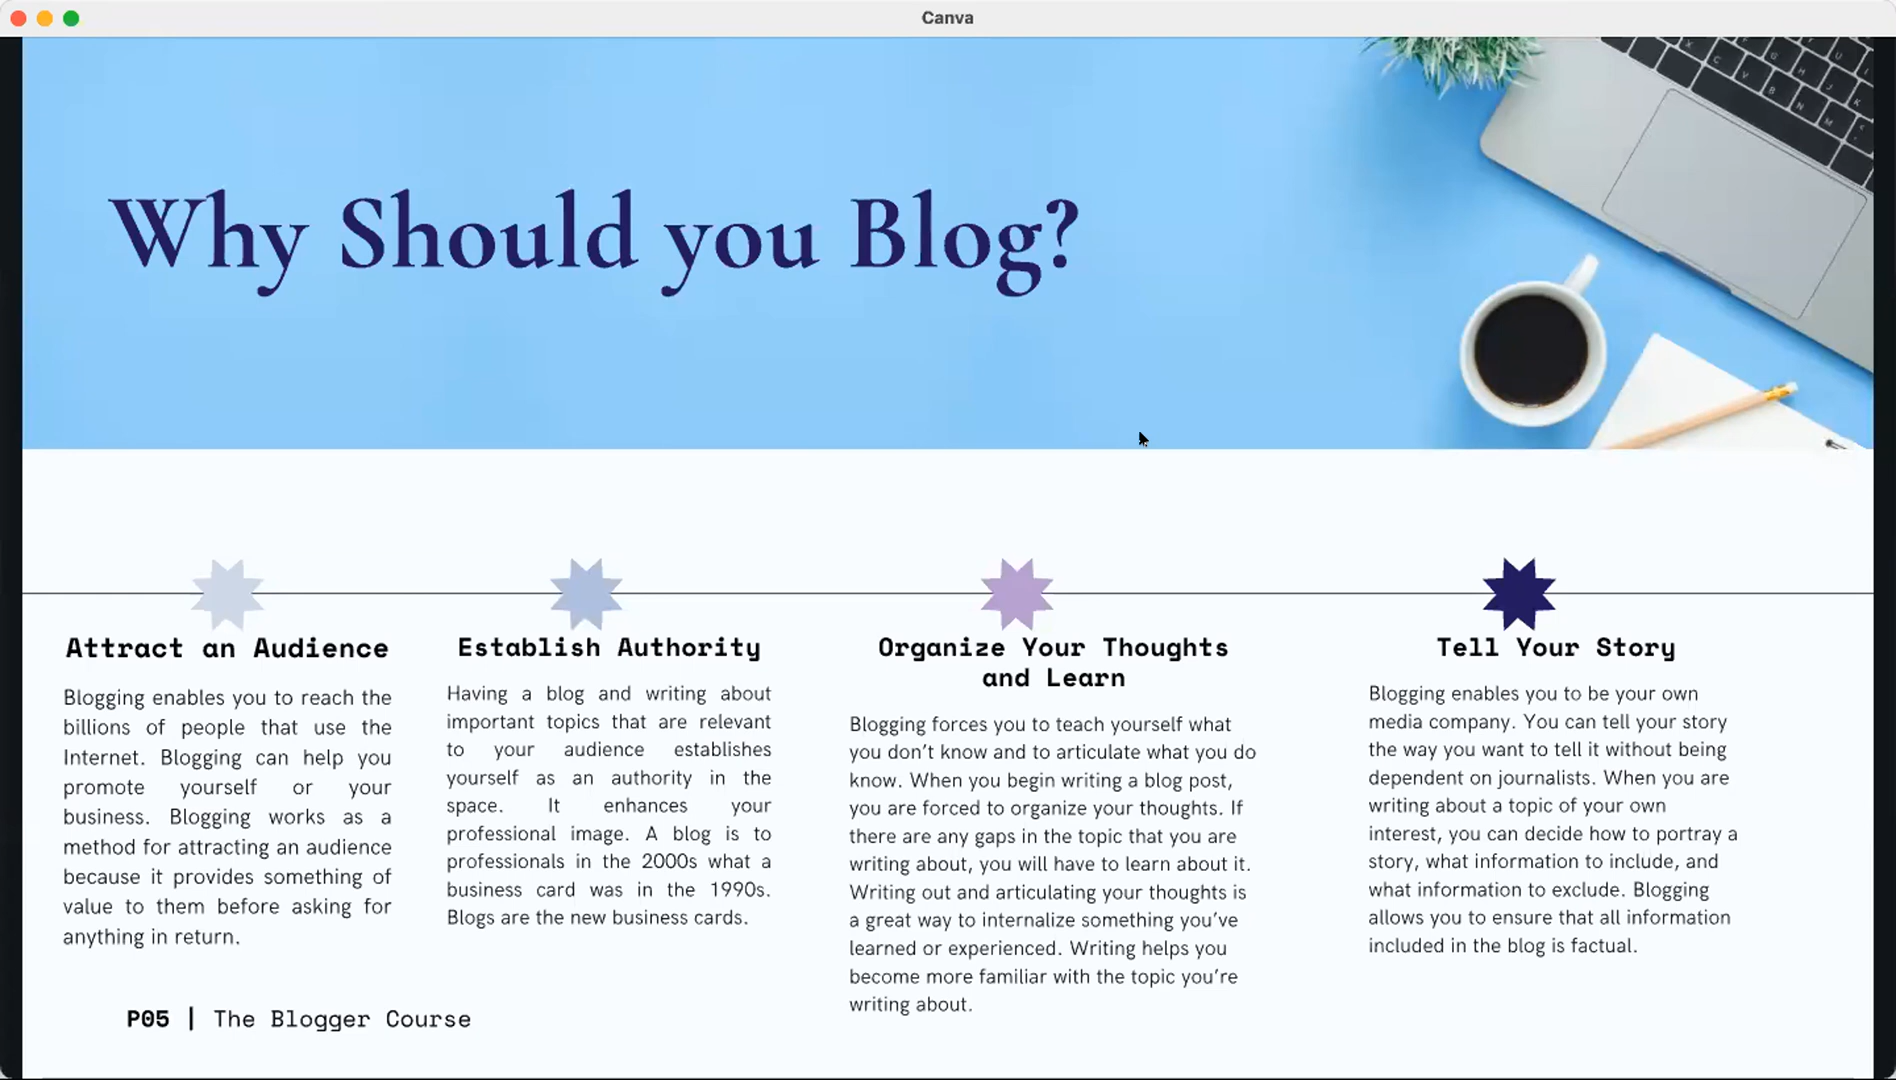 Canva
Why Should you Blog?
Attract an Audience
Blogging enables you to reach the
billions of people that use the
Internet. Blogging can help you
promote yourself or your
business. Blogging works as a
method for attracting an audience
because it provides something of
value to them before asking for
anything in return.
Establish Authority
Having a blog and writing about
important topics that are relevant
to your audience establishes
yourself as an authority in the
space. It enhances your
professional image. A blog is to
professionals in the 2000s what a
business card was in the 1990s.
Blogs are the new business cards.
Organize Your Thoughts
and Learn
Blogging forces you to teach yourself what
you don’t know and to articulate what you do
know. When you begin writing a blog post,
you are forced to organize your thoughts. If
there are any gaps in the topic that you are
writing about, you will have to learn about it.
Writing out and articulating your thoughts is
a great way to internalize something you’ve
learned or experienced. Writing helps you
become more familiar with the topic you’re
writing about.
Tell Your Story
Blogging enables you to be your own
media company. You can tell your story
the way you want to tell it without being
dependent on journalists. When you are
writing about a topic of your own
interest, you can decide how to portray a
story, what information to include, and
what information to exclude. Blogging
allows you to ensure that all information
included in the blog is factual.
P05 | The Blogger Course